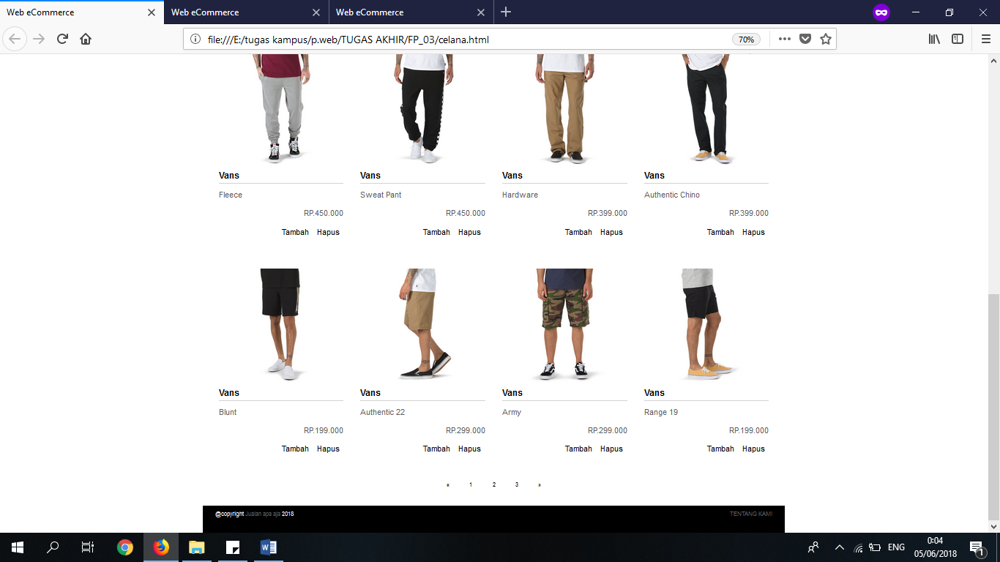 Web eCommerce Web eCommerce Web eCommerce
file:///E:/tugas kampus/p.web/TUGAS AKHIR/FP_03/celana.html 70%
Vans Vans Vans Vans
Fleece Sweat Pant Hardware Authentic Chino
RP.450.000 RP.450.000 RP.399.000 RP.399.000
Tambah Hapus Tambah Hapus Tambah Hapus Tambah Hapus
Vans Vans Vans Vans
Blunt Authentic 22 Army Range 19
RP.199.000 RP.299.000 RP.299.000 RP.199.000
Tambah Hapus Tambah Hapus Tambah Hapus Tambah Hapus
« 1 2 3 »
@copyright Jualan apa aja 2018 TENTANG KAMI
ENG 0:04
05/06/2018 1